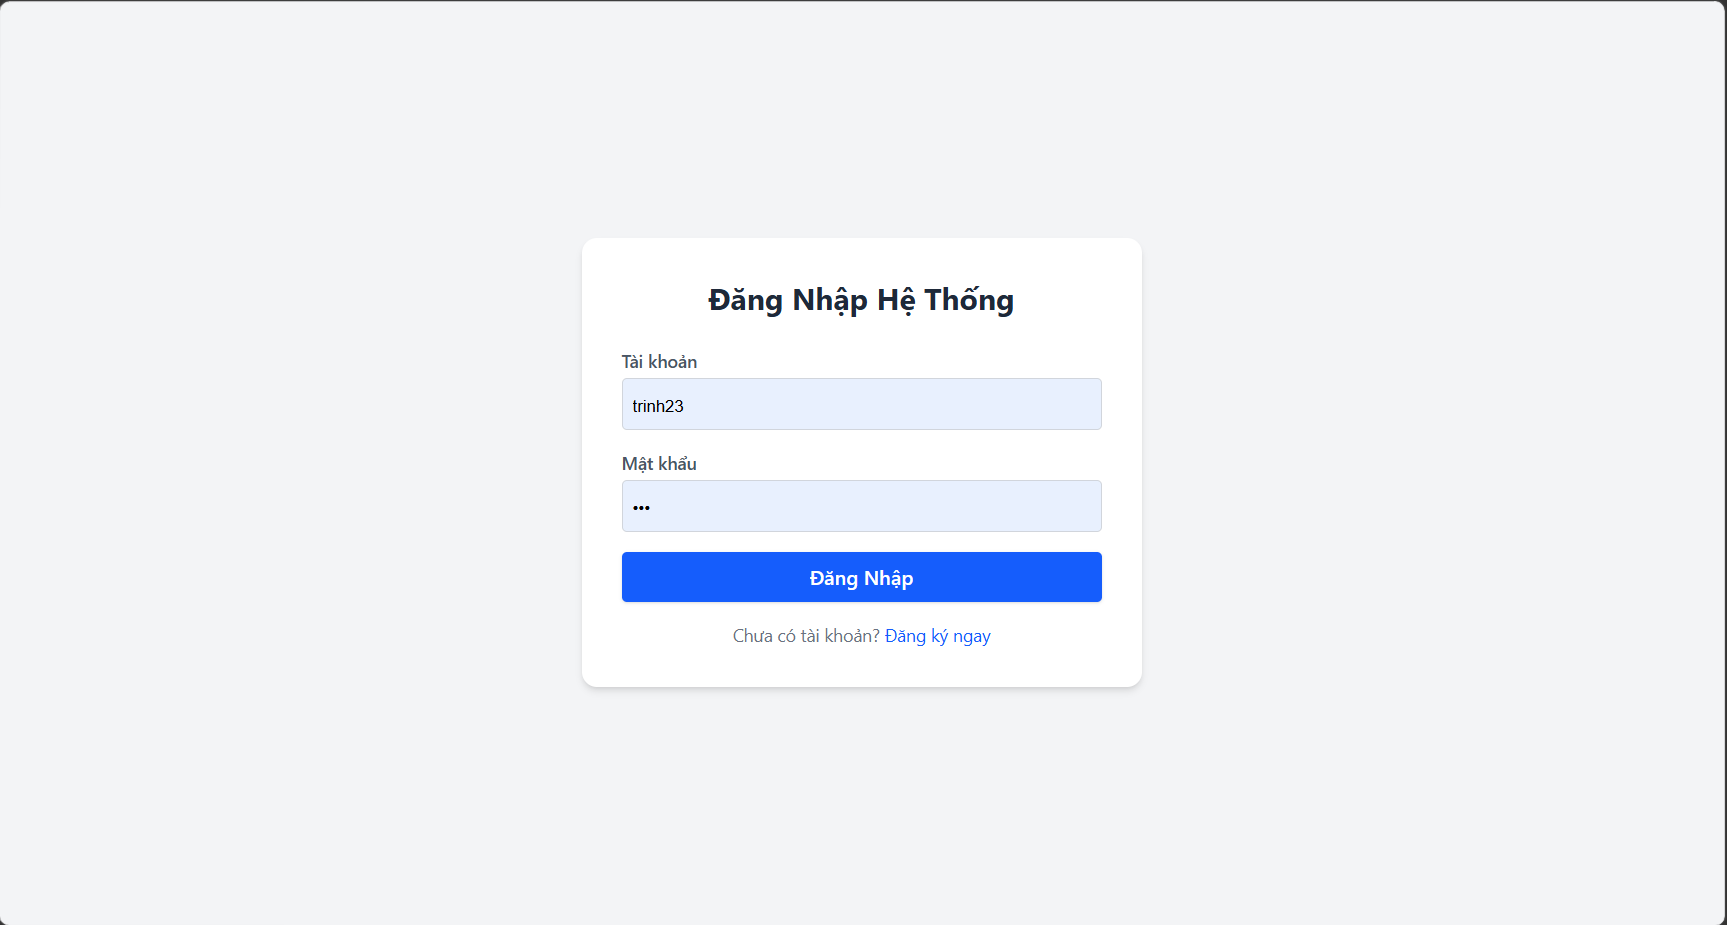 Đăng Nhập Hệ Thống
Tài khoản
trinh23
Mật khẩu
•••
Đăng Nhập
Chưa có tài khoản? Đăng ký ngay